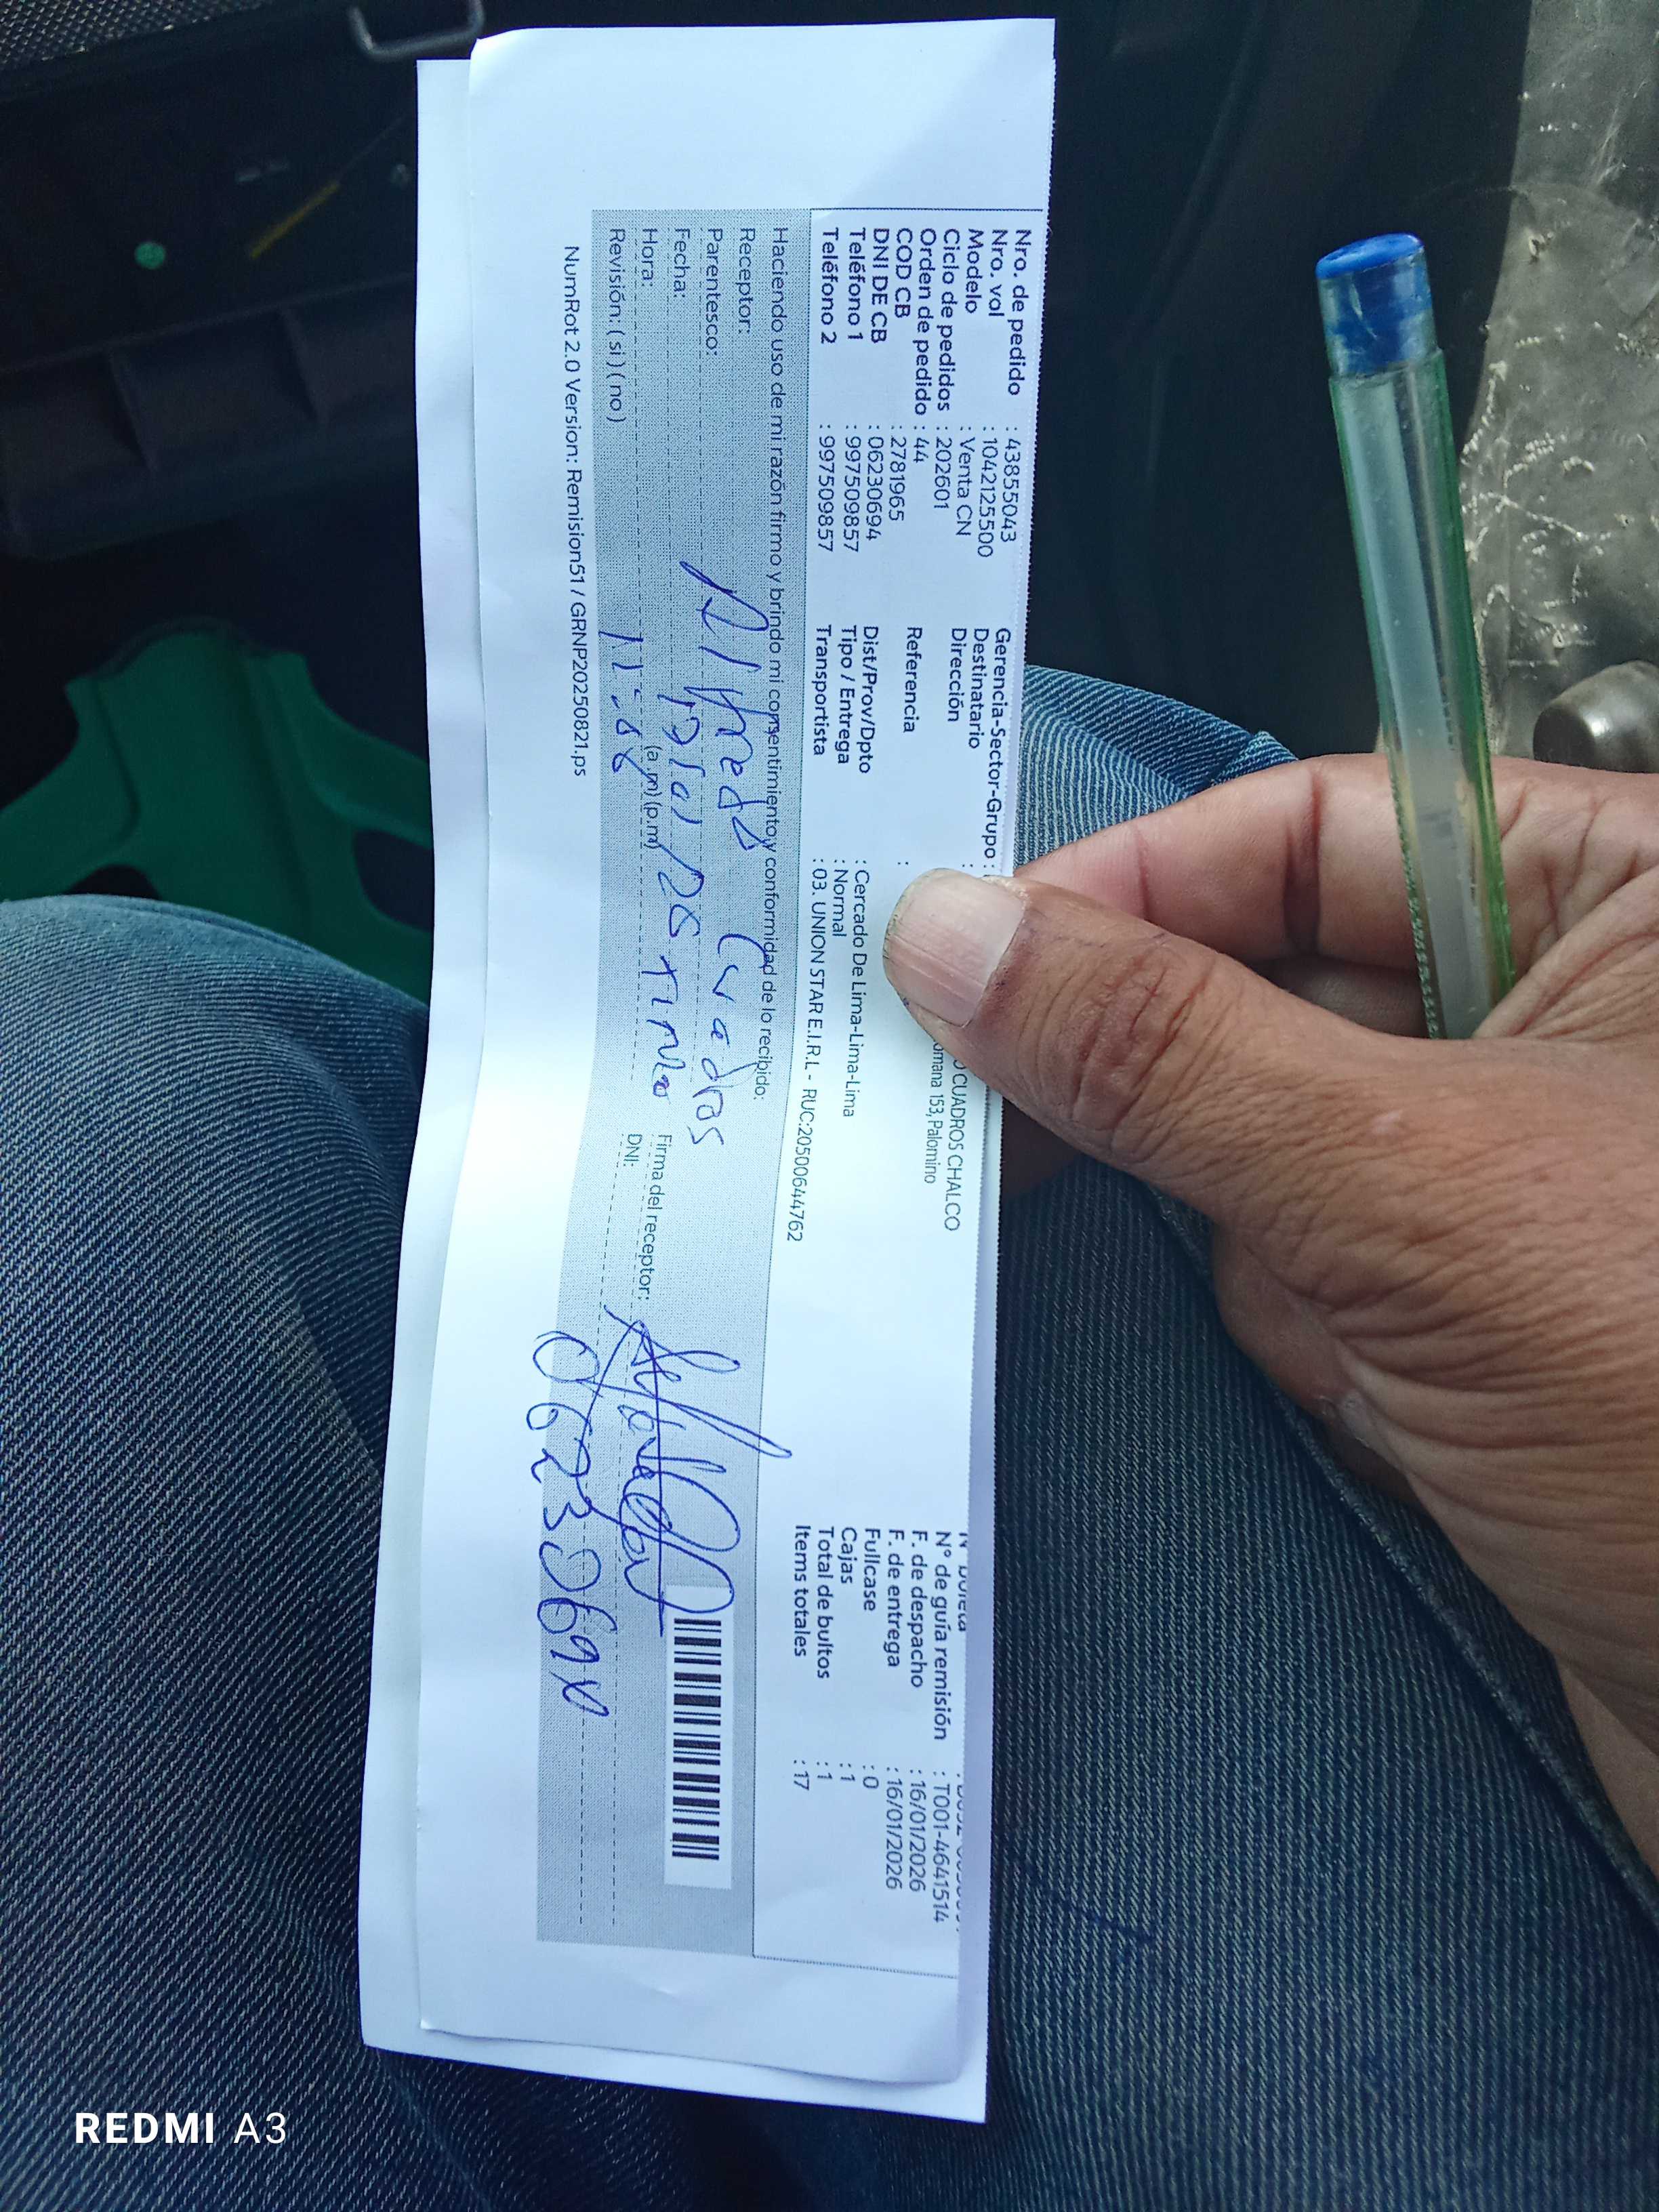 Nro. de pedido : 43855043
Nro. vol : 1042125500
Modelo : Venta CN
Ciclo de pedidos : 202601
Orden de pedido : 44
COD CB : 2781965
DNI DE CB : 06230694
Teléfono 1 : 997509857
Teléfono 2 : 997509857
Gerencia-Sector-Grupo :
Destinatario : O CUADROS CHALCO
Dirección 153, Palomino
Referencia :
Dist/Prov/Dpto : Cercado De Lima-Lima-Lima
Tipo / Entrega : Normal
Transportista : 03. UNION STAR E.I.R.L - RUC:20500644762
N° boleta
N° de guía remisión : T001-4641514
F. de despacho : 16/01/2026
F. de entrega : 16/01/2026
Fullcase : 0
Cajas : 1
Total de bultos : 1
Items totales : 17
Haciendo uso de mi razón firmo y brindo mi consentimiento y conformidad de lo recibido:
Receptor: Alfredo Cuadros
Parentesco:
Fecha:
Hora: (a.m)(p.m)
Revisión: ( si ) ( no )
Firma del receptor:
DNI: 06230694
NumRot 2.0 Version: Remision51 / GRNP20250821.ps
REDMI A3